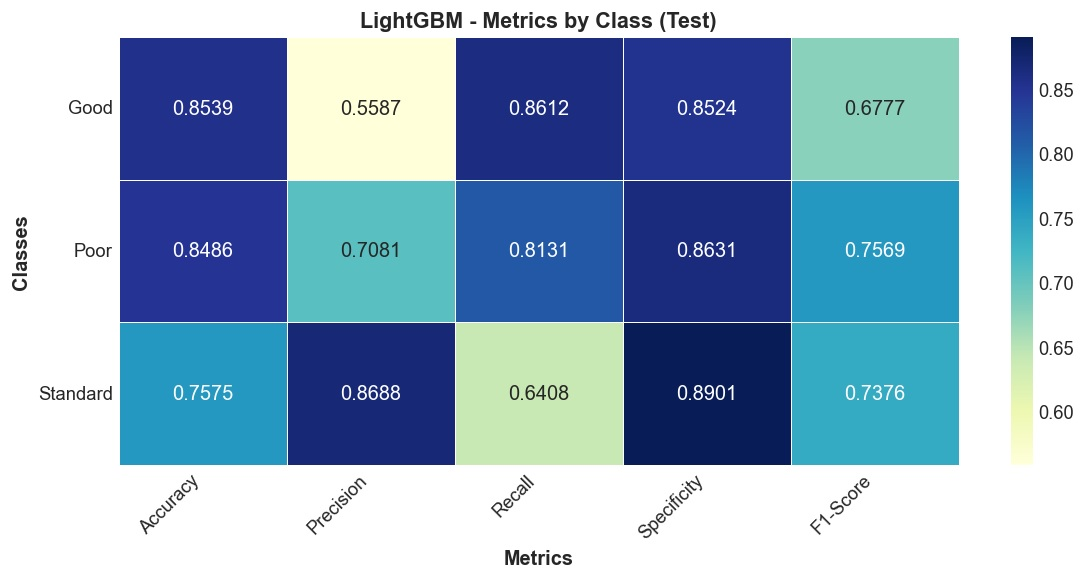 LightGBM - Metrics by Class (Test)
Classes
Good 0.8539 0.5587 0.8612 0.8524 0.6777
Poor 0.8486 0.7081 0.8131 0.8631 0.7569
Standard 0.7575 0.8688 0.6408 0.8901 0.7376
Accuracy Precision Recall Specificity F1-Score
Metrics
0.85
0.80
0.75
0.70
0.65
0.60